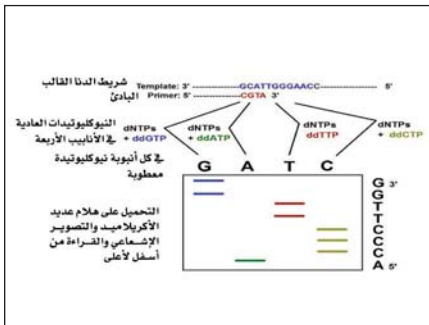 شريط الدنا القالب
Template: 3' ----------GCATTGGGAACC---------- 5'
البادئ
Primer: 5'----------CGTA 3'
النيوكليوتيدات العادية
في الأنابيب الأربعة
dNTPs
+ ddGTP
dNTPs
+ ddATP
dNTPs
ddTTP
dNTPs
+ ddCTP
في كل أنبوبة نيوكليوتيدة
معطوبة
G A T C
التحميل على هلام عديد
الأكريلاميد والتصوير
الإشعاعي والقراءة من
أسفل لأعلى
G 3'
G
T
T
C
C
C
A 5'